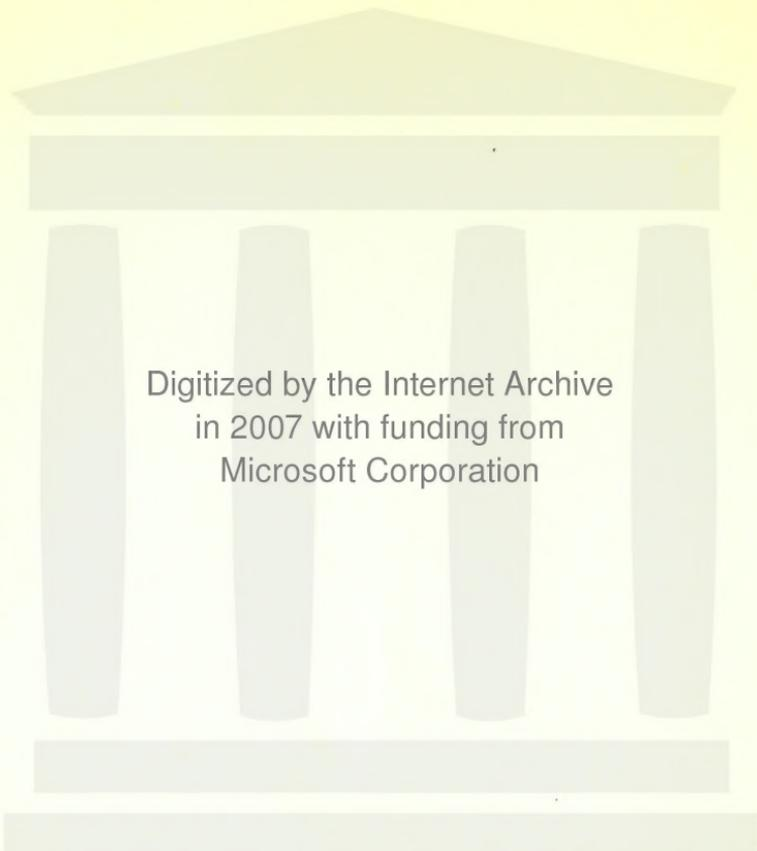 Digitized by the Internet Archive
in 2007 with funding from
Microsoft Corporation